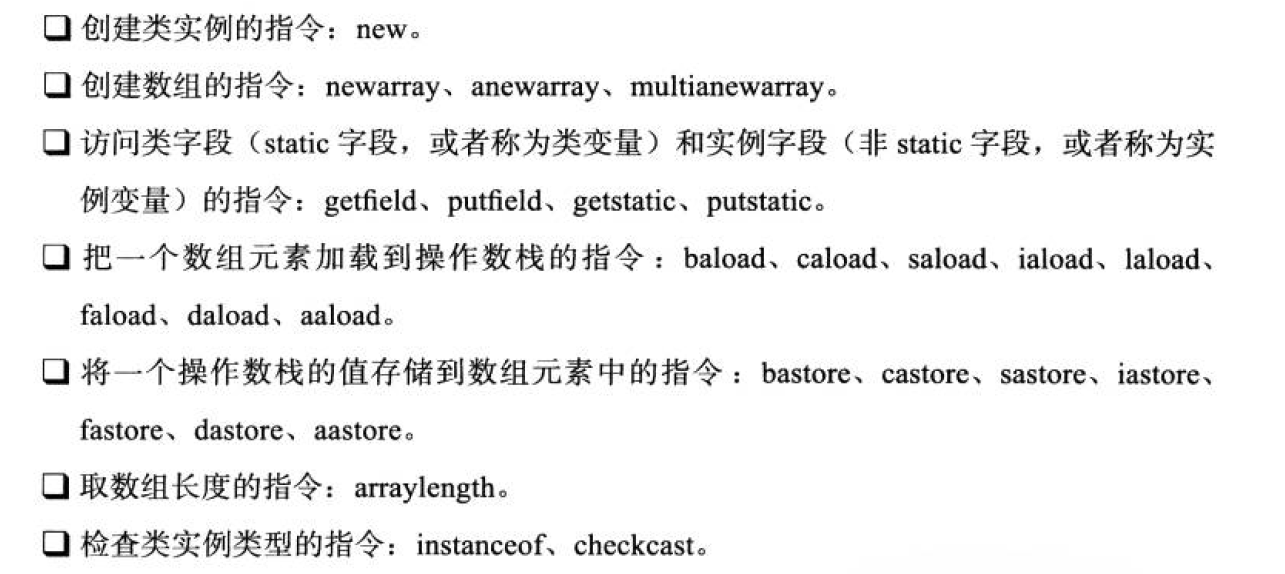 ❑ 创建类实例的指令：new。
❑ 创建数组的指令：newarray、anewarray、multianewarray。
❑ 访问类字段（static 字段，或者称为类变量）和实例字段（非 static 字段，或者称为实
例变量）的指令：getfield、putfield、getstatic、putstatic。
❑ 把一个数组元素加载到操作数栈的指令：baload、caload、saload、iaload、laload、
faload、daload、aaload。
❑ 将一个操作数栈的值存储到数组元素中的指令：bastore、castore、sastore、iastore、
fastore、dastore、aastore。
❑ 取数组长度的指令：arraylength。
❑ 检查类实例类型的指令：instanceof、checkcast。